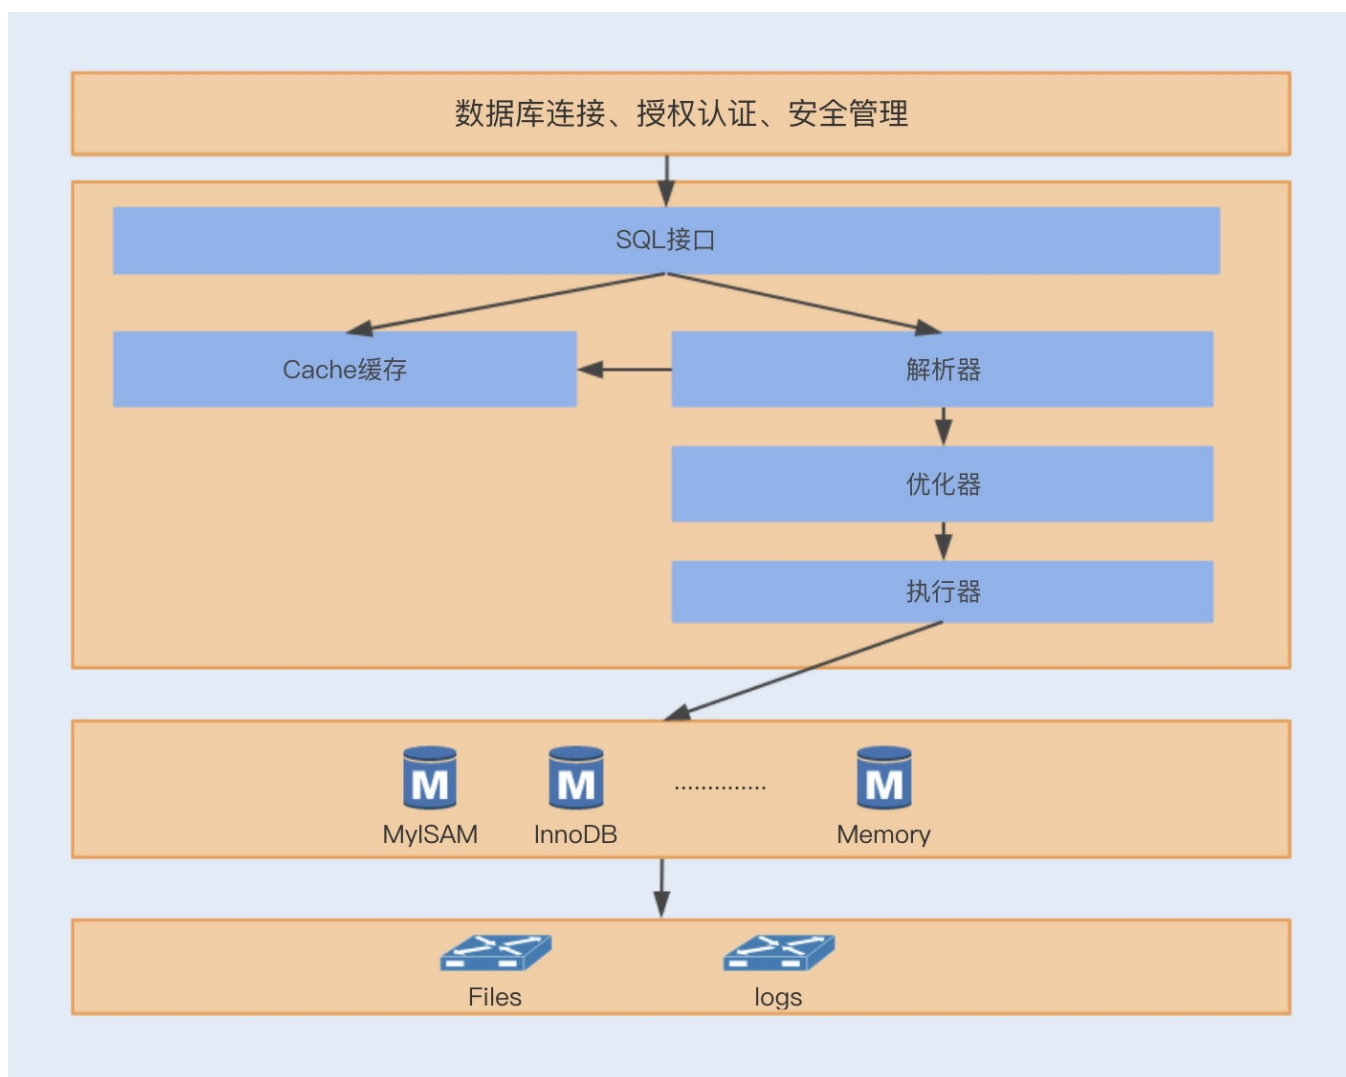 数据库连接、授权认证、安全管理
SQL接口
Cache缓存
解析器
优化器
执行器
M
M
..............
M
MyISAM
InnoDB
Memory
Files
logs